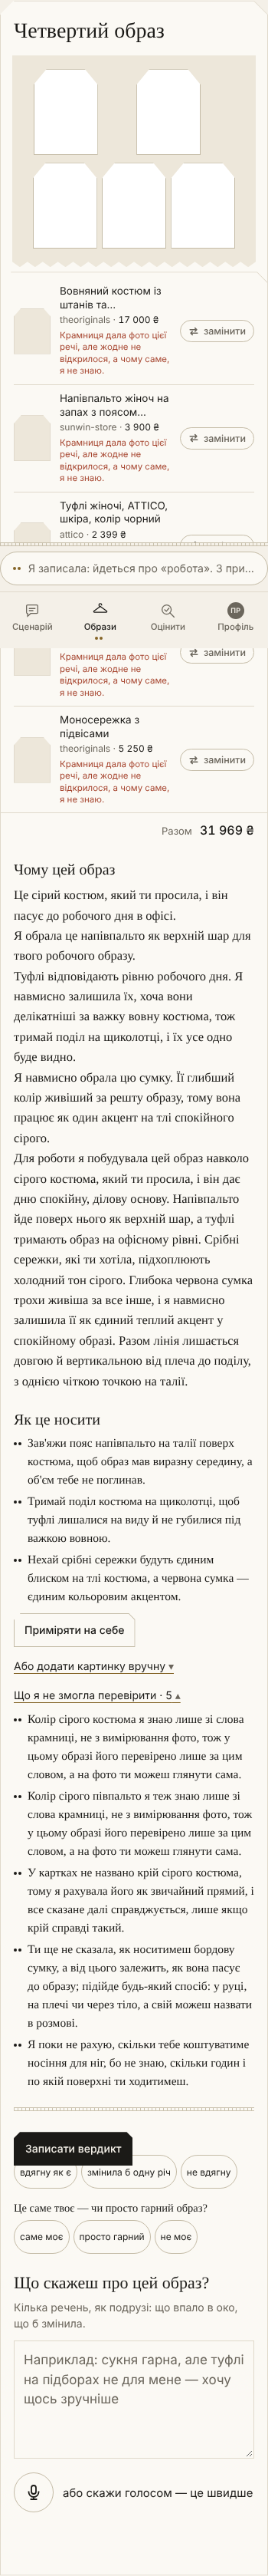 Четвертий образ
Вовняний костюм із
штанів та...
theoriginals · 17 000 ₴
Крамниця дала фото цієї
речі, але жодне не
відкрилося, а чому саме,
я не знаю.
замінити
Напівпальто жіноч на
запах з поясом...
sunwin-store · 3 900 ₴
Крамниця дала фото цієї
речі, але жодне не
відкрилося, а чому саме,
я не знаю.
замінити
Туфлі жіночі, ATTICO,
шкіра, колір чорний
attico · 2 399 ₴
Я записала: йдеться про «робота». З при...
Сценарій
Образи
Оцінити
ПР
Профіль
Крамниця дала фото цієї
речі, але жодне не
відкрилося, а чому саме,
я не знаю.
замінити
Моносережка з
підвісами
theoriginals · 5 250 ₴
Крамниця дала фото цієї
речі, але жодне не
відкрилося, а чому саме,
я не знаю.
замінити
Разом 31 969 ₴
Чому цей образ
Це сірий костюм, який ти просила, і він
пасує до робочого дня в офісі.
Я обрала це напівпальто як верхній шар для
твого робочого образу.
Туфлі відповідають рівню робочого дня. Я
навмисно залишила їх, хоча вони
делікатніші за важку вовну костюма, тож
тримай поділ на щиколотці, і їх усе одно
буде видно.
Я навмисно обрала цю сумку. Її глибший
колір живіший за решту образу, тому вона
працює як один акцент на тлі спокійного
сірого.
Для роботи я побудувала цей образ навколо
сірого костюма, який ти просила, і він дає
дню спокійну, ділову основу. Напівпальто
йде поверх нього як верхній шар, а туфлі
тримають образ на офісному рівні. Срібні
сережки, які ти хотіла, підхоплюють
холодний тон сірого. Глибока червона сумка
трохи живіша за все інше, і я навмисно
залишила її як єдиний теплий акцент у
спокійному образі. Разом лінія лишається
довгою й вертикальною від плеча до поділу,
з однією чіткою точкою на талії.
Як це носити
Зав'яжи пояс напівпальто на талії поверх
костюма, щоб образ мав виразну середину, а
об'єм тебе не поглинав.
Тримай поділ костюма на щиколотці, щоб
туфлі лишалися на виду й не губилися під
важкою вовною.
Нехай срібні сережки будуть єдиним
блиском на тлі костюма, а червона сумка —
єдиним кольоровим акцентом.
Приміряти на себе
Або додати картинку вручну ▾
Що я не змогла перевірити · 5 ▴
Колір сірого костюма я знаю лише зі слова
крамниці, не з вимірювання фото, тож у
цьому образі його перевірено лише за цим
словом, а на фото ти можеш глянути сама.
Колір сірого півпальто я теж знаю лише зі
слова крамниці, не з вимірювання фото, тож
у цьому образі його перевірено лише за цим
словом, а на фото ти можеш глянути сама.
У картках не названо крій сірого костюма,
тому я рахувала його як звичайний прямий, і
все сказане далі справджується, лише якщо
крій справді такий.
Ти ще не сказала, як носитимеш бордову
сумку, а від цього залежить, як вона пасує
до образу; підійде будь-який спосіб: у руці,
на плечі чи через тіло, а свій можеш назвати
в розмові.
Я поки не рахую, скільки тебе коштуватиме
носіння для ніг, бо не знаю, скільки годин і
по якій поверхні ти ходитимеш.
Записати вердикт
вдягну як є
змінила б одну річ
не вдягну
Це саме твоє — чи просто гарний образ?
саме моє
просто гарний
не моє
Що скажеш про цей образ?
Кілька речень, як подрузі: що впало в око,
що б змінила.
Наприклад: сукня гарна, але туфлі
на підборах не для мене — хочу
щось зручніше
або скажи голосом — це швидше